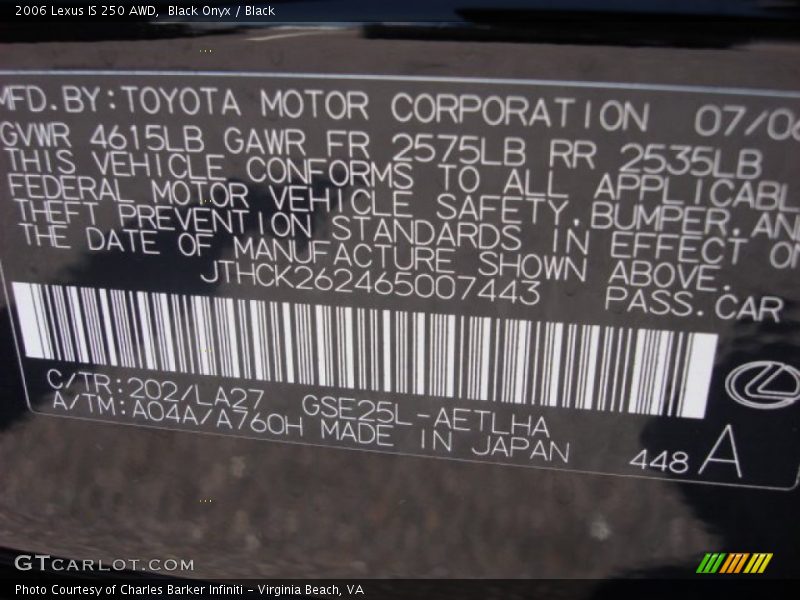 2006 Lexus IS 250 AWD, Black Onyx / Black
MFD.BY:TOYOTA MOTOR CORPORATION 07/06
GVWR 4615LB GAWR FR 2575LB RR 2535LB
THIS VEHICLE CONFORMS TO ALL APPLICABL
FEDERAL MOTOR VEHICLE SAFETY,BUMPER,AN
THEFT PREVENTION STANDARDS IN EFFECT ON
THE DATE OF MANUFACTURE SHOWN ABOVE.
JTHCK262465007443 PASS.CAR
C/TR:202/LA27 GSE25L-AETLHA
A/TM:A04A/A760H MADE IN JAPAN 448 A
GTCARLOT.COM
Photo Courtesy of Charles Barker Infiniti - Virginia Beach, VA